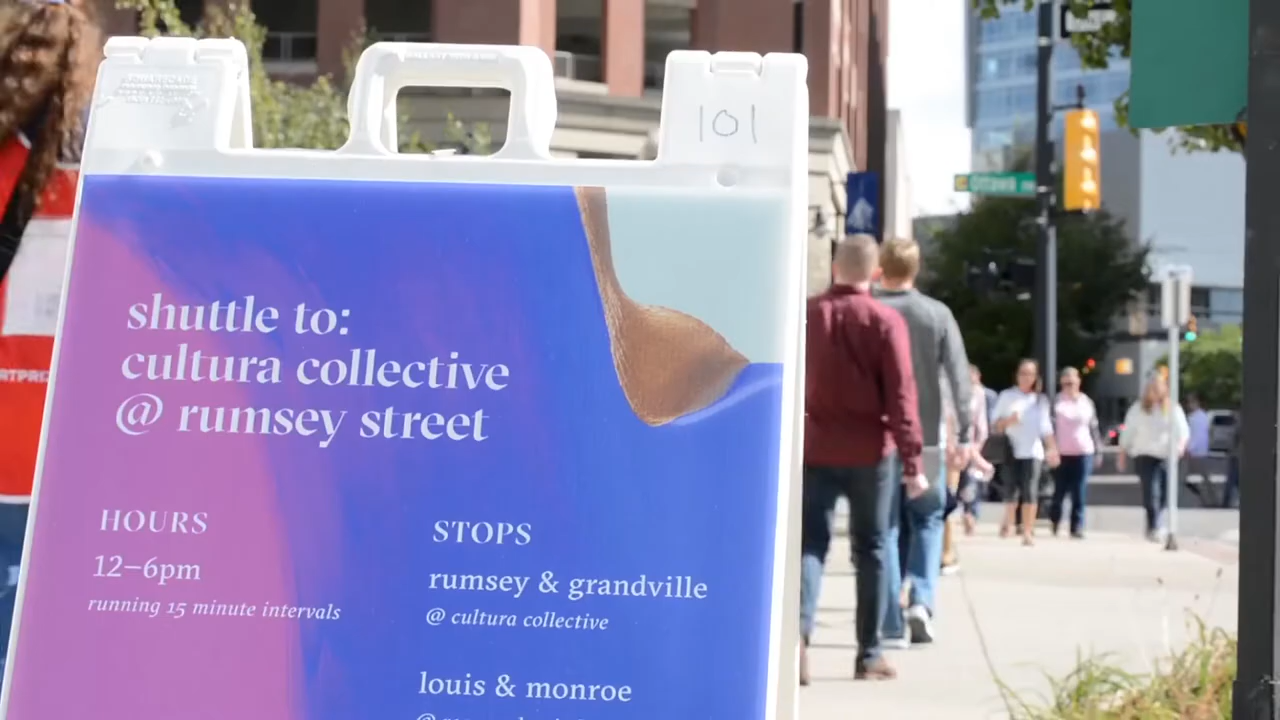 101
shuttle to:
cultura collective
@ rumsey street
HOURS
12–6pm
running 15 minute intervals
STOPS
rumsey & grandville
@ cultura collective
louis & monroe
Ottawa